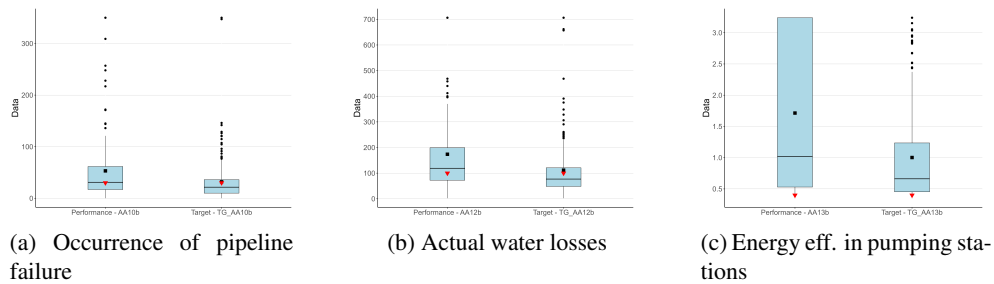 300
200
100
0
Data
Performance - AA10b
Target - TG_AA10b
(a) Occurrence of pipeline
failure
700
600
500
400
300
200
100
0
Data
Performance - AA12b
Target - TG_AA12b
(b) Actual water losses
3.0
2.5
2.0
1.5
1.0
0.5
Data
Performance - AA13b
Target - TG_AA13b
(c) Energy eff. in pumping sta-
tions